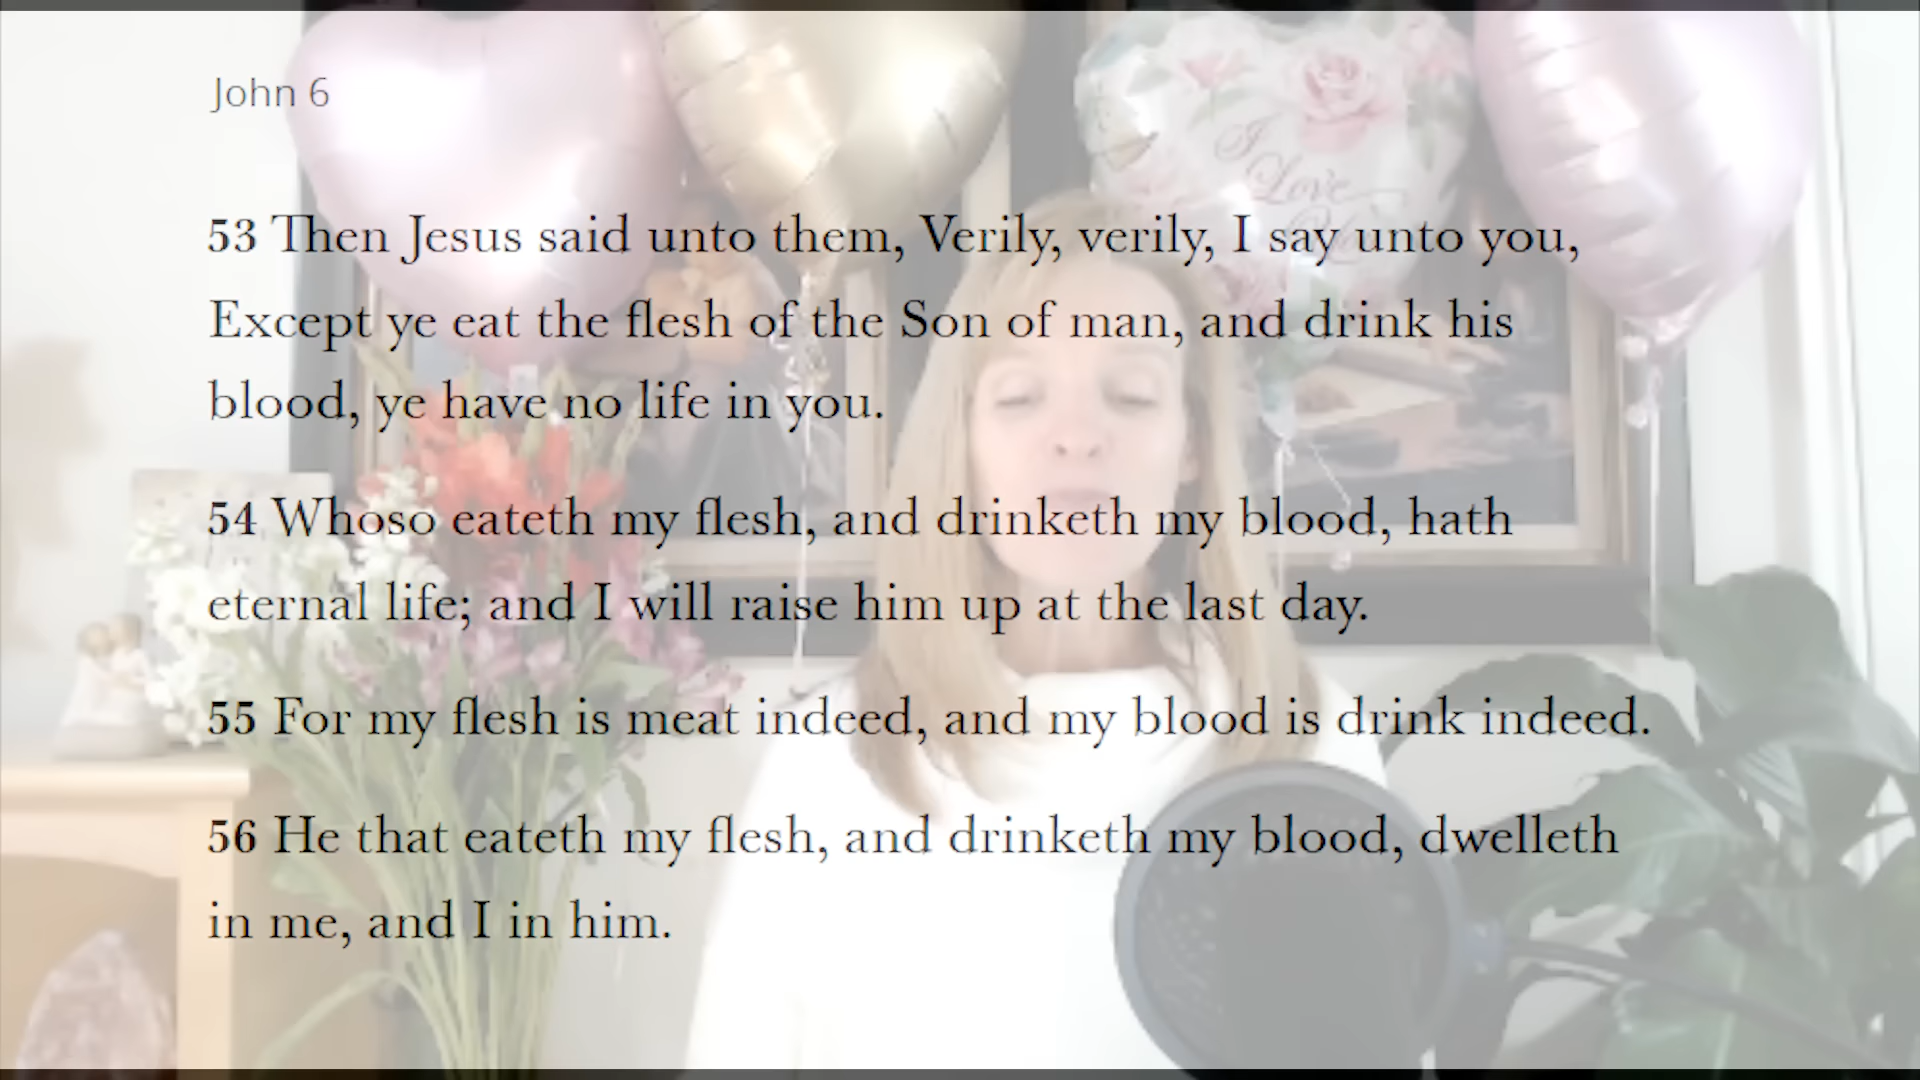 John 6
53 Then Jesus said unto them, Verily, verily, I say unto you,
Except ye eat the flesh of the Son of man, and drink his
blood, ye have no life in you.
54 Whoso eateth my flesh, and drinketh my blood, hath
eternal life; and I will raise him up at the last day.
55 For my flesh is meat indeed, and my blood is drink indeed.
56 He that eateth my flesh, and drinketh my blood, dwelleth
in me, and I in him.
I
Love
You